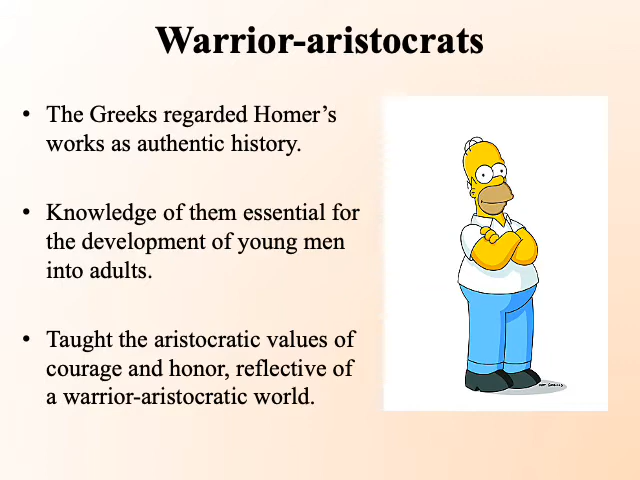 Warrior-aristocrats
• The Greeks regarded Homer’s
works as authentic history.
• Knowledge of them essential for
the development of young men
into adults.
• Taught the aristocratic values of
courage and honor, reflective of
a warrior-aristocratic world.